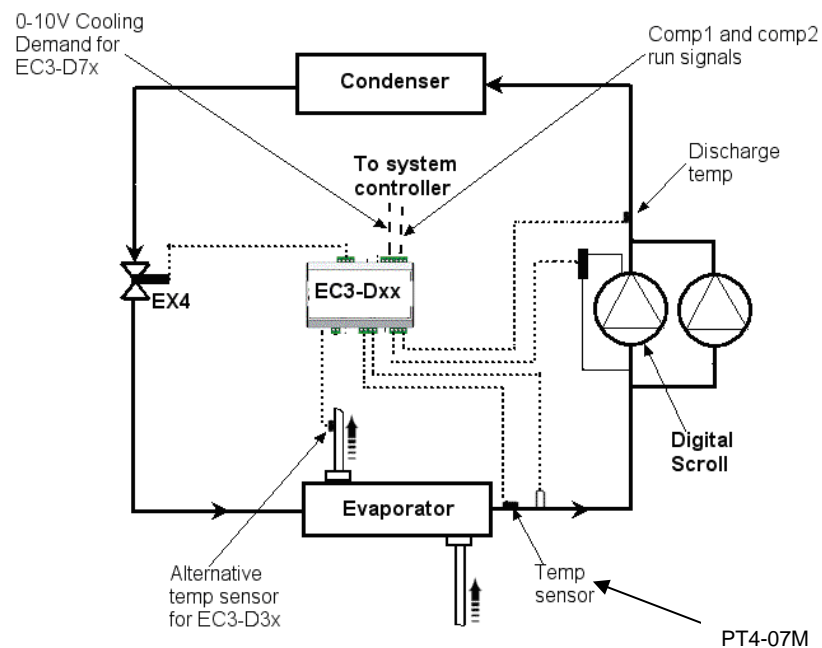 0-10V Cooling
Demand for
EC3-D7x
Comp1 and comp2
run signals
Condenser
To system
controller
Discharge
temp
EX4
EC3-Dxx
Digital
Scroll
Evaporator
Alternative
temp sensor
for EC3-D3x
Temp
sensor
PT4-07M